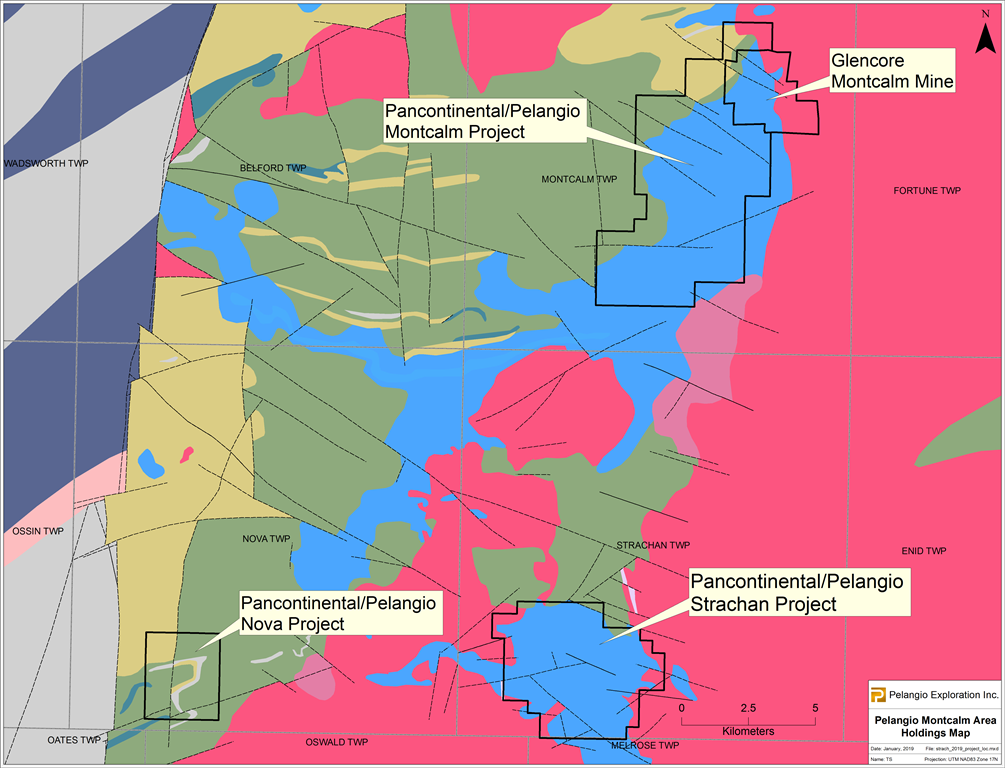 N
Glencore
Montcalm Mine
Pancontinental/Pelangio
Montcalm Project
WADSWORTH TWP
BELFORD TWP
MONTCALM TWP
FORTUNE TWP
OSSIN TWP
NOVA TWP
STRACHAN TWP
ENID TWP
Pancontinental/Pelangio
Strachan Project
Pancontinental/Pelangio
Nova Project
OATES TWP
OSWALD TWP
MELROSE TWP
0 2.5 5
Kilometers
Pelangio Exploration Inc.
Pelangio Montcalm Area
Holdings Map
Date: January, 2019 File: strach_2019_project_loc.mxd
Name: TS Projection: UTM NAD83 Zone 17N